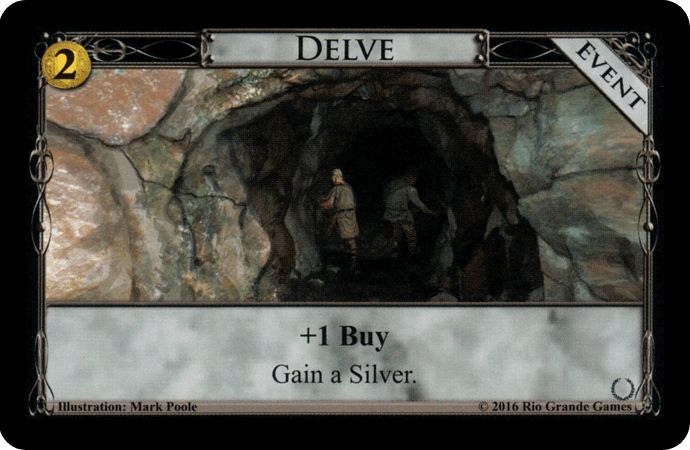 2
DELVE
EVENT
+1 Buy
Gain a Silver.
Illustration: Mark Poole
© 2016 Rio Grande Games